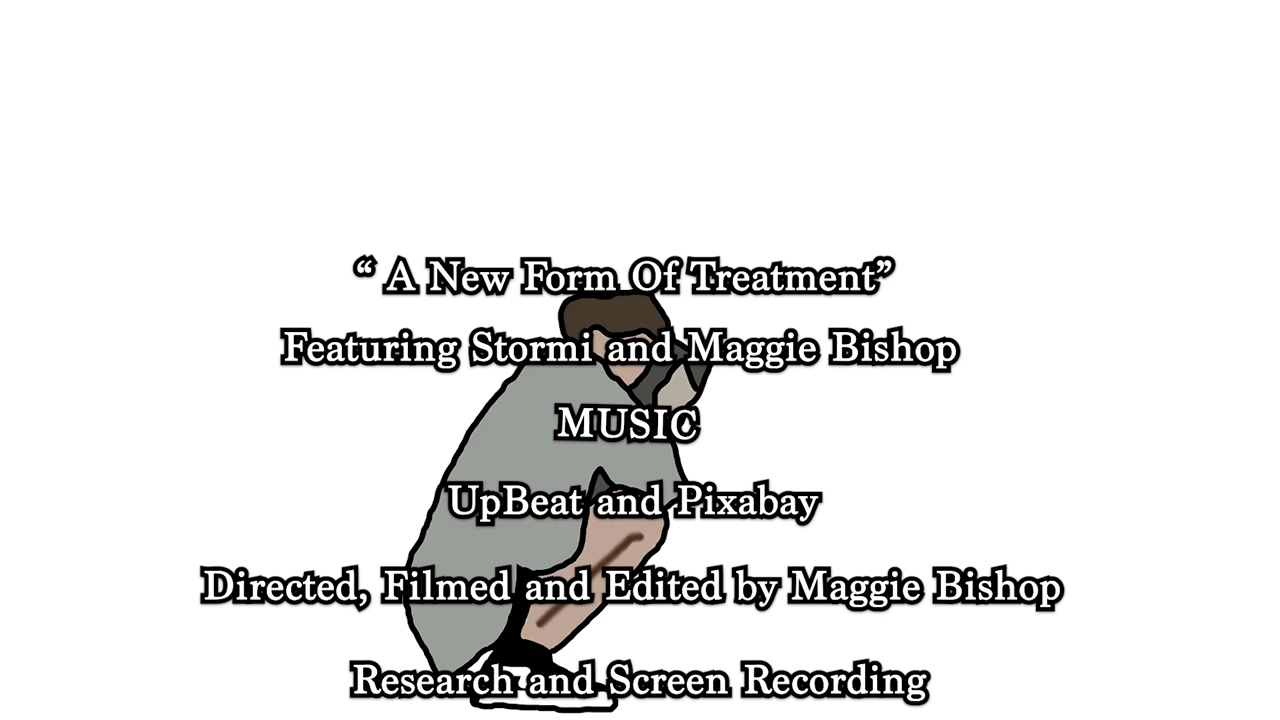 “ A New Form Of Treatment”
Featuring Stormi and Maggie Bishop
MUSIC
UpBeat and Pixabay
Directed, Filmed and Edited by Maggie Bishop
Research and Screen Recording